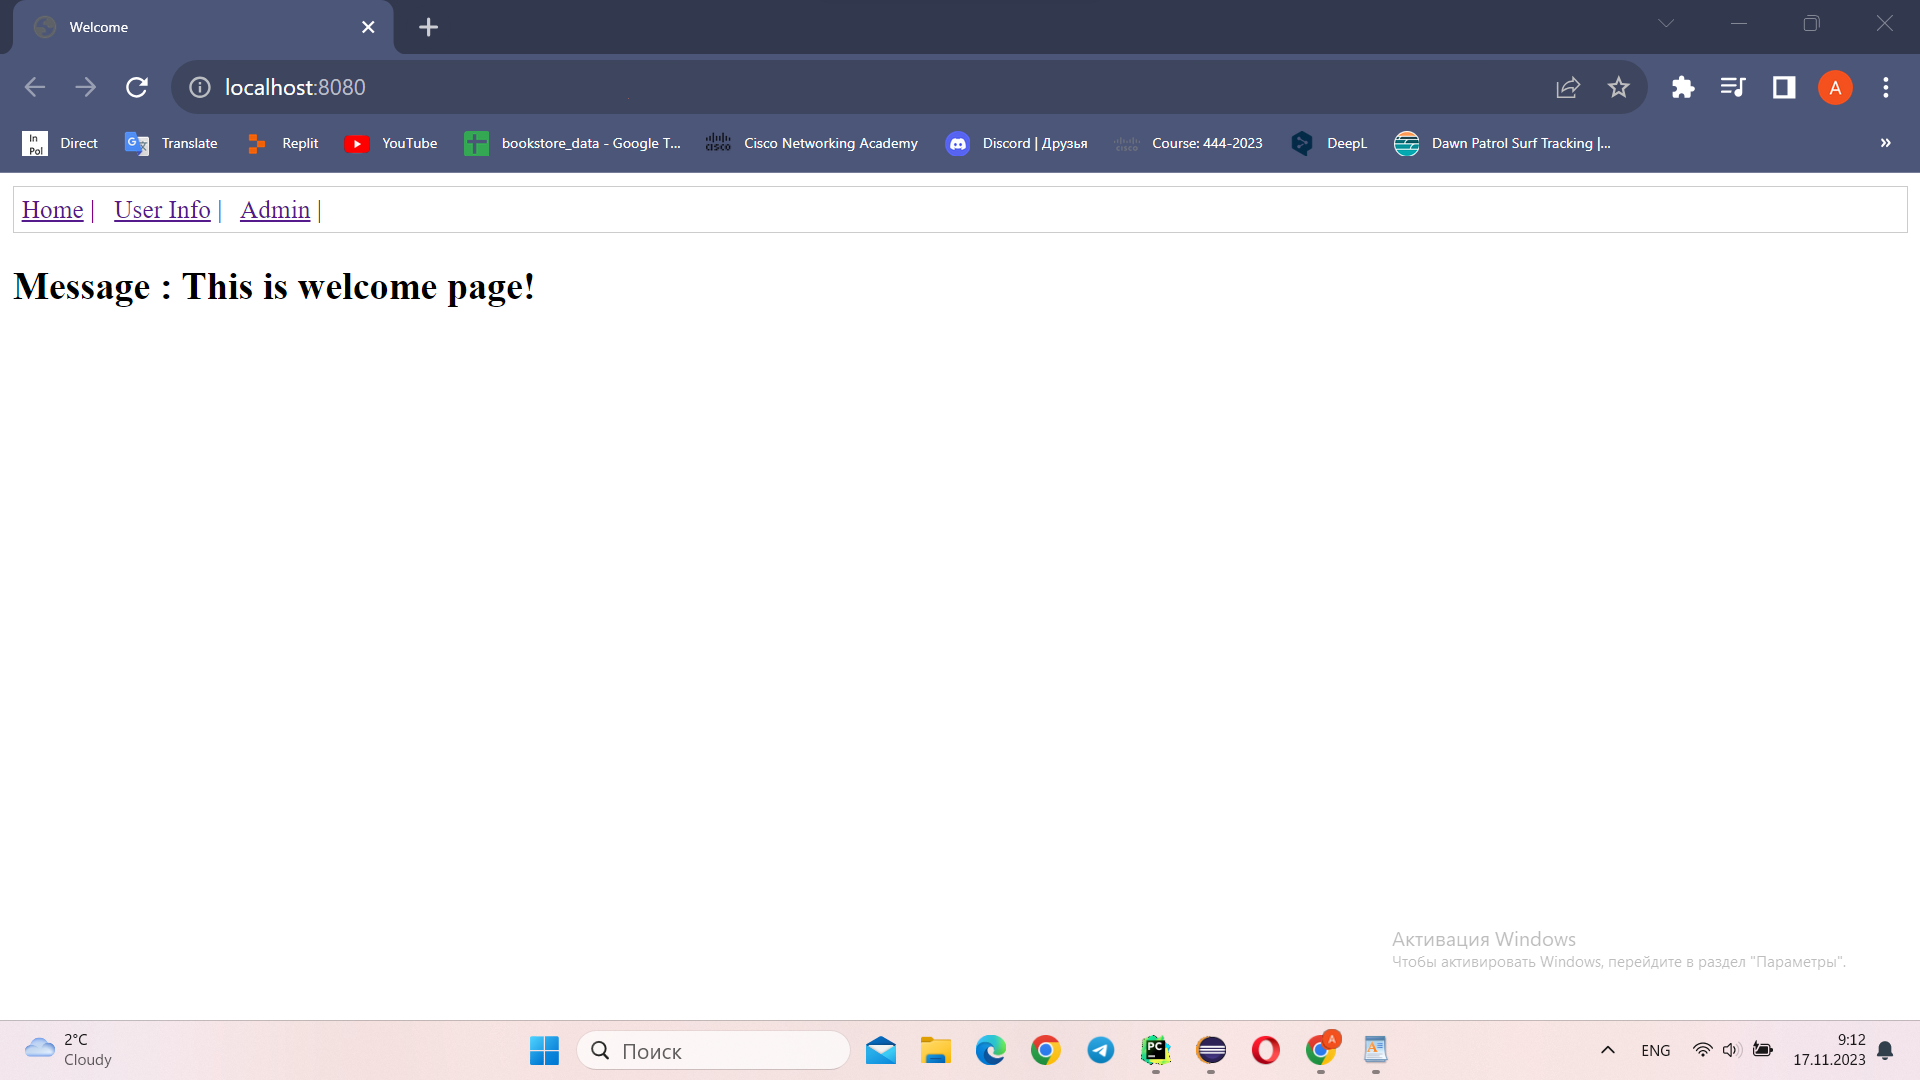 Welcome
localhost:8080
A
In Pol Direct Translate Replit YouTube bookstore_data - Google T... Cisco Networking Academy Discord | Друзья Course: 444-2023 DeepL Dawn Patrol Surf Tracking |... »
Home | User Info | Admin |
Message : This is welcome page!
Активация Windows
Чтобы активировать Windows, перейдите в раздел "Параметры".
2°C
Cloudy
Поиск
ENG
9:12
17.11.2023